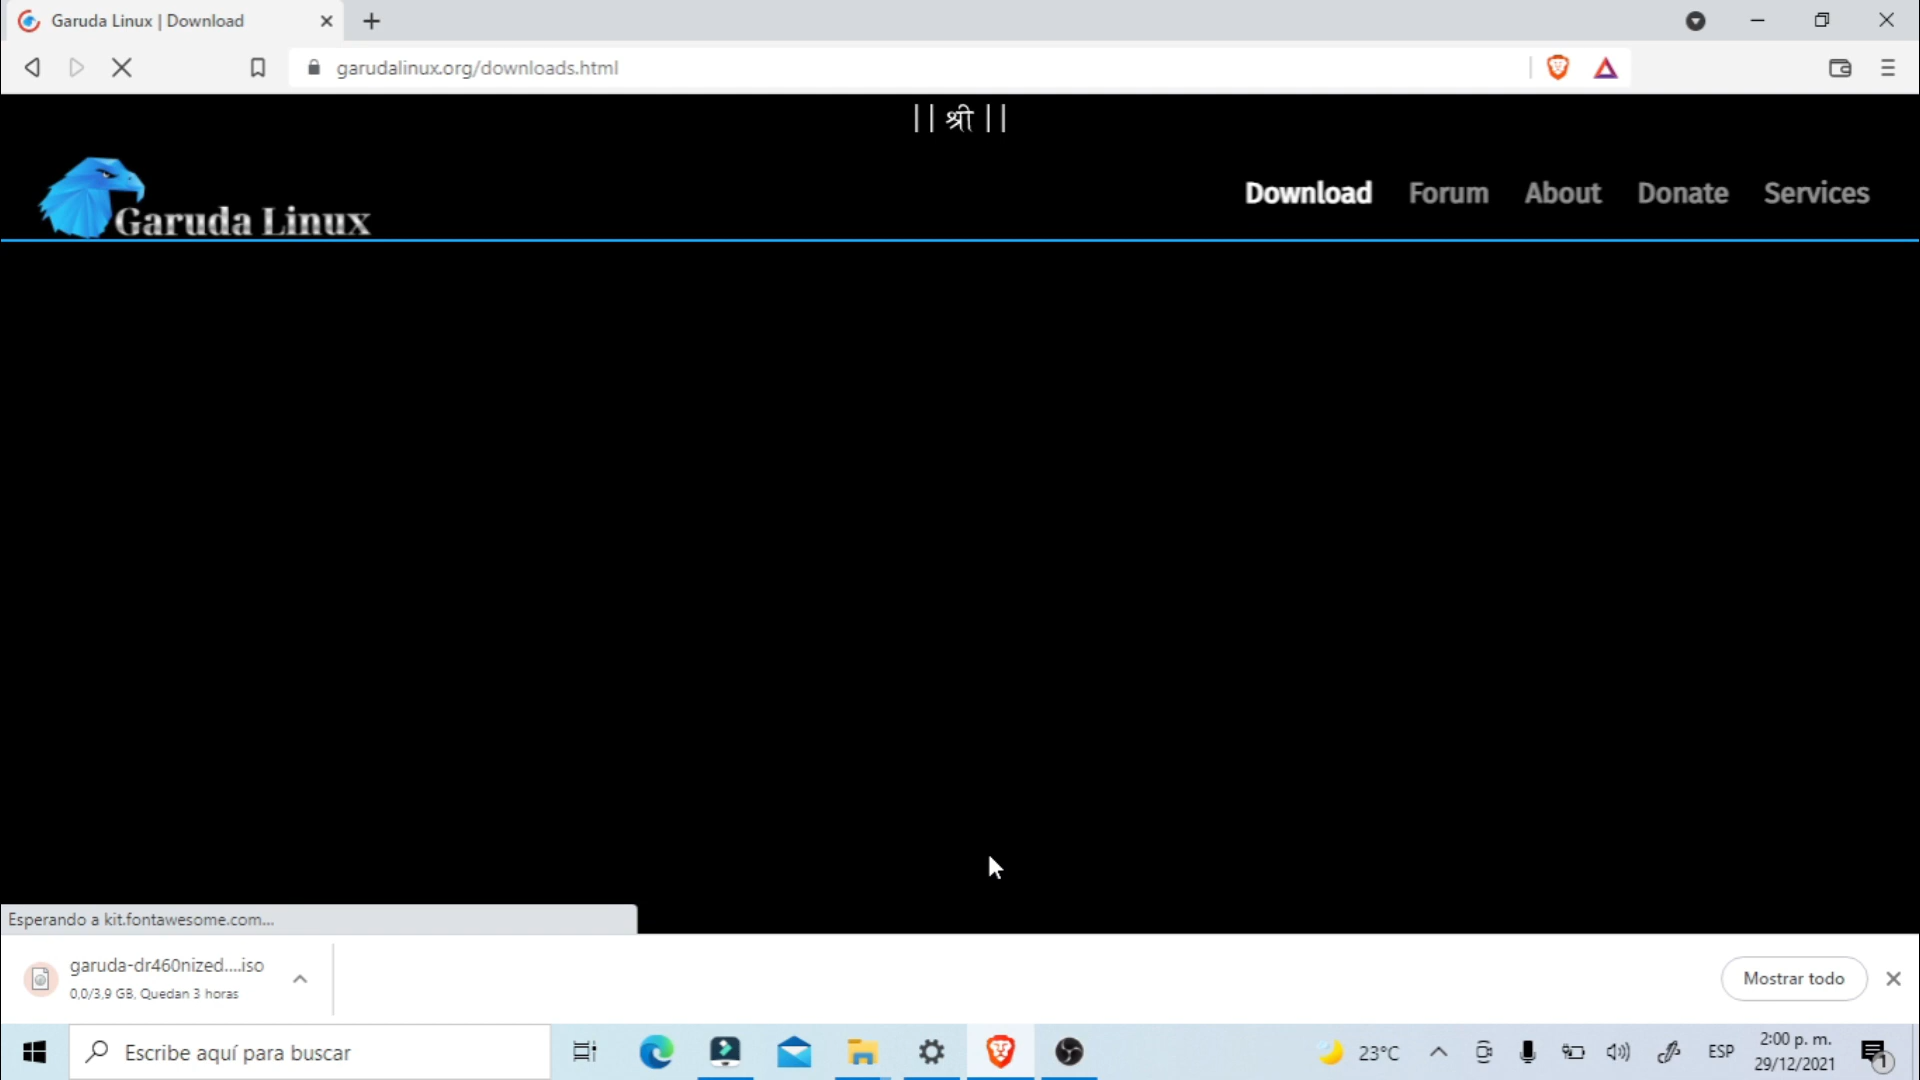 Garuda Linux | Download
garudalinux.org/downloads.html
|| श्री ||
Garuda Linux
Download Forum About Donate Services
Esperando a kit.fontawesome.com...
garuda-dr460nized....iso
0,0/3,9 GB, Quedan 3 horas
Mostrar todo
Escribe aquí para buscar
23°C
ESP
2:00 p. m.
29/12/2021
1